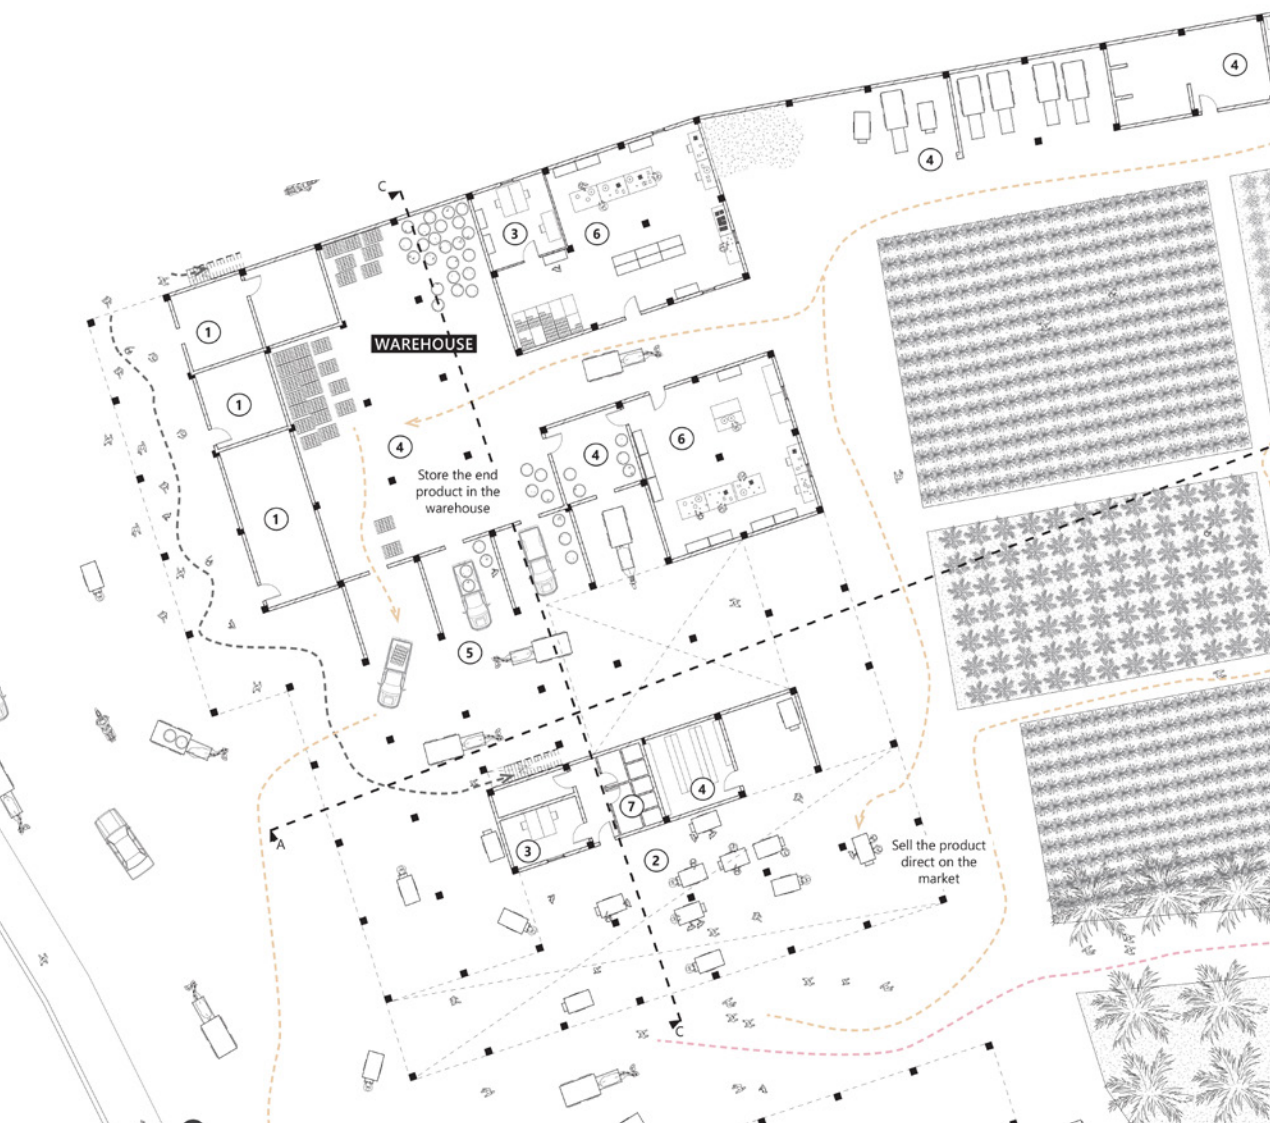 4
C
4
3
6
1
WAREHOUSE
1
4
6
4
Store the end
product in the
warehouse
1
5
4
7
A
3
2
Sell the product
direct on the
market
C